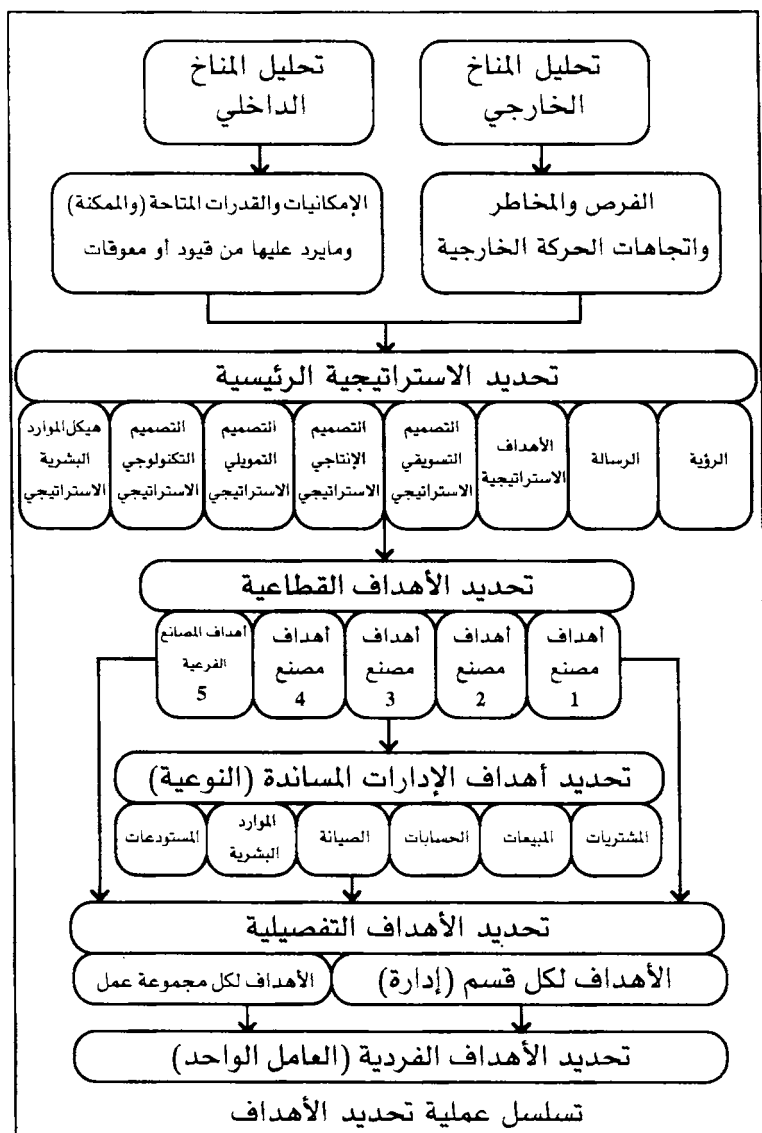 تحليل المناخ
الخارجي
تحليل المناخ
الداخلي
الفرص والمخاطر
واتجاهات الحركة الخارجية
الإمكانيات والقدرات المتاحة (والممكنة)
ومايرد عليها من قيود أو معوقات
تحديد الاستراتيجية الرئيسية
الرؤية
الرسالة
الأهداف
الاستراتيجية
التصميم
التسويقي
الاستراتيجي
التصميم
الإنتاجي
الاستراتيجي
التصميم
التمويلي
الاستراتيجي
التصميم
التكنولوجي
الاستراتيجي
هيكل الموارد
البشرية
الاستراتيجي
تحديد الأهداف القطاعية
أهداف
مصنع
1
أهداف
مصنع
2
أهداف
مصنع
3
أهداف
مصنع
4
أهداف المصانع
الفرعية
5
تحديد أهداف الإدارات المساندة (النوعية)
المشتريات
المبيعات
الحسابات
الصيانة
الموارد
البشرية
المستودعات
تحديد الأهداف التفصيلية
الأهداف لكل قسم (إدارة)
الأهداف لكل مجموعة عمل
تحديد الأهداف الفردية (العامل الواحد)
تسلسل عملية تحديد الأهداف